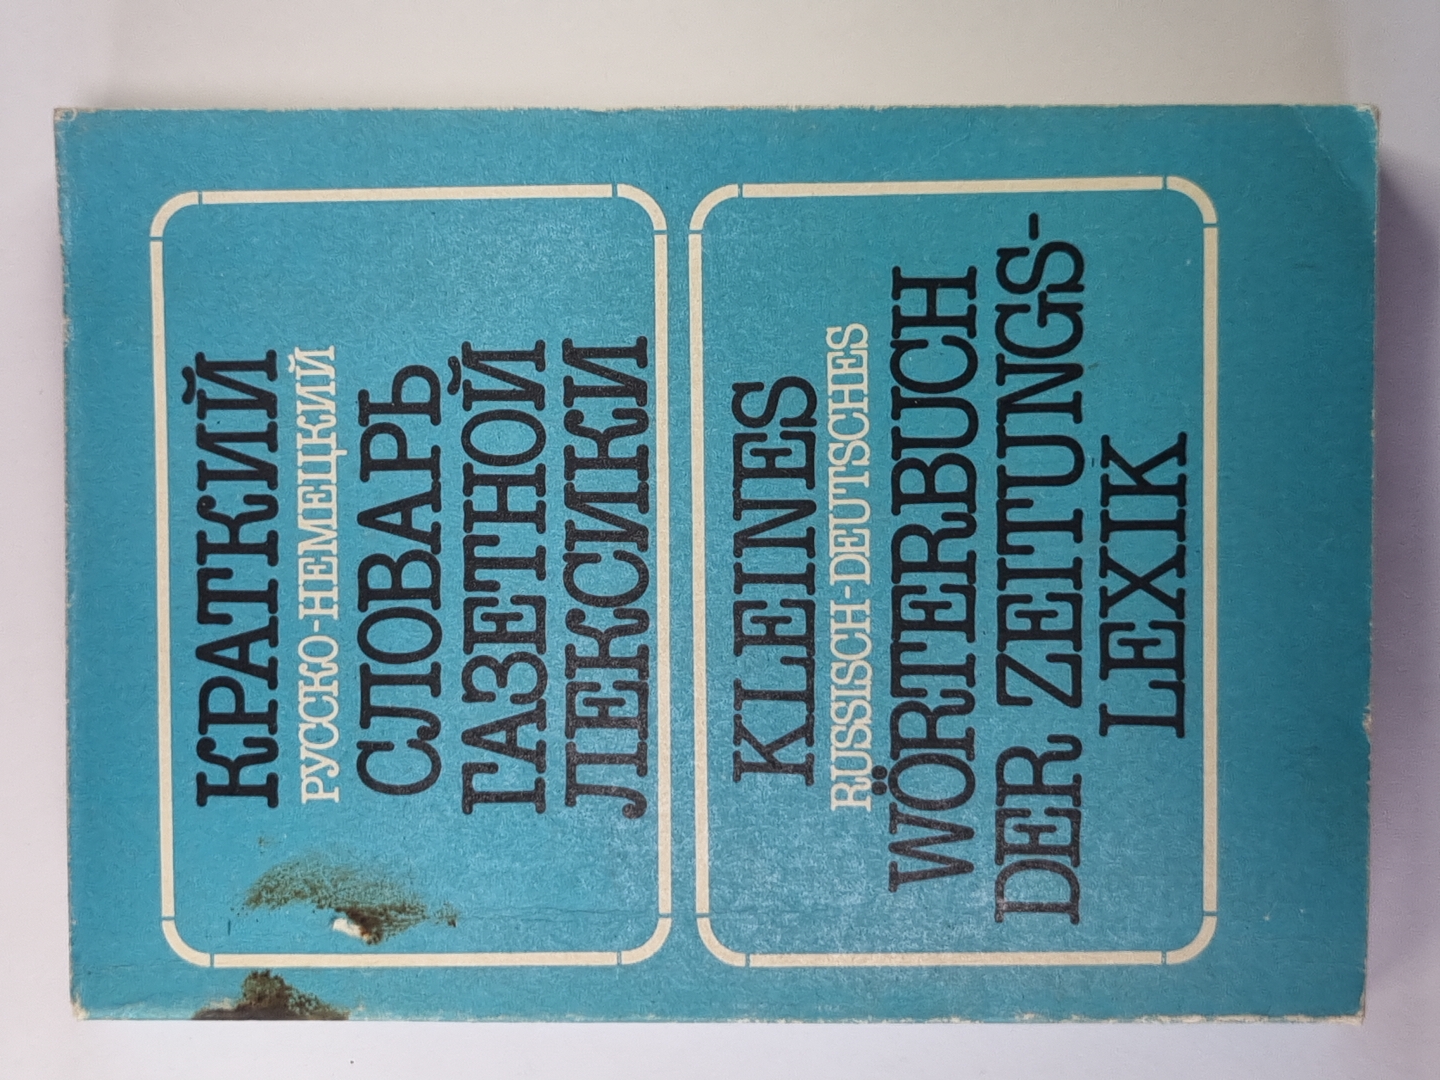 КРАТКИЙ
РУССКО-НЕМЕЦКИЙ
СЛОВАРЬ
ГАЗЕТНОЙ
ЛЕКСИКИ
KLEINES
RUSSISCH-DEUTSCHES
WÖRTERBUCH
DER ZEITUNGS-
LEXIK